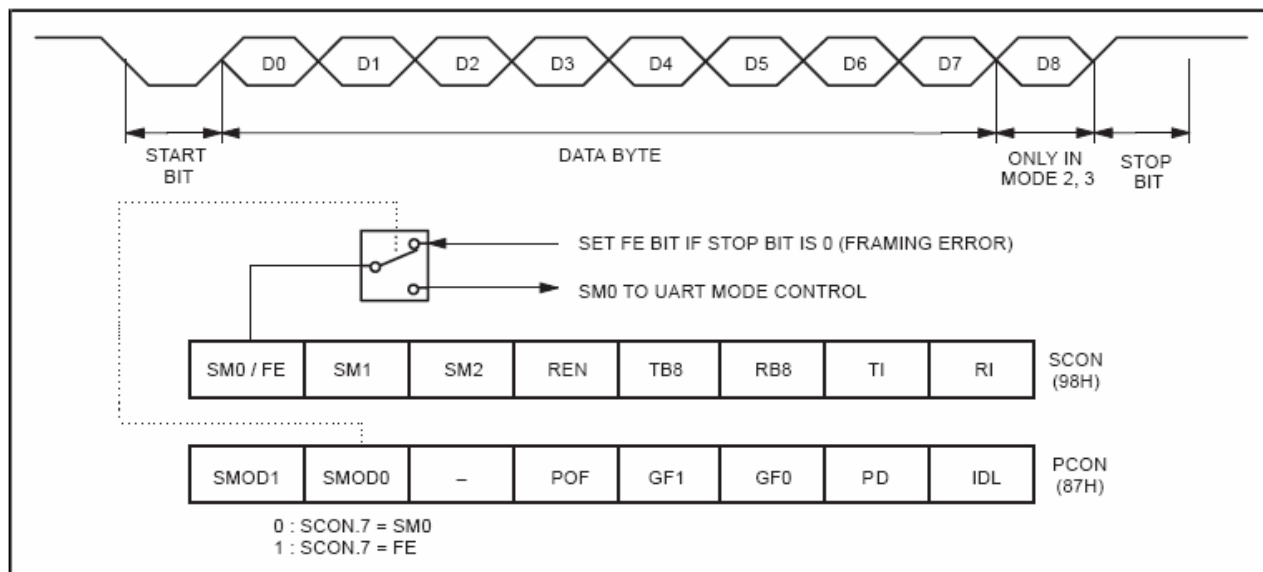 D0 D1 D2 D3 D4 D5 D6 D7 D8
START
BIT
DATA BYTE
ONLY IN
MODE 2, 3
STOP
BIT
SET FE BIT IF STOP BIT IS 0 (FRAMING ERROR)
SM0 TO UART MODE CONTROL
SM0 / FE SM1 SM2 REN TB8 RB8 TI RI
SCON
(98H)
SMOD1 SMOD0 – POF GF1 GF0 PD IDL
PCON
(87H)
0 : SCON.7 = SM0
1 : SCON.7 = FE